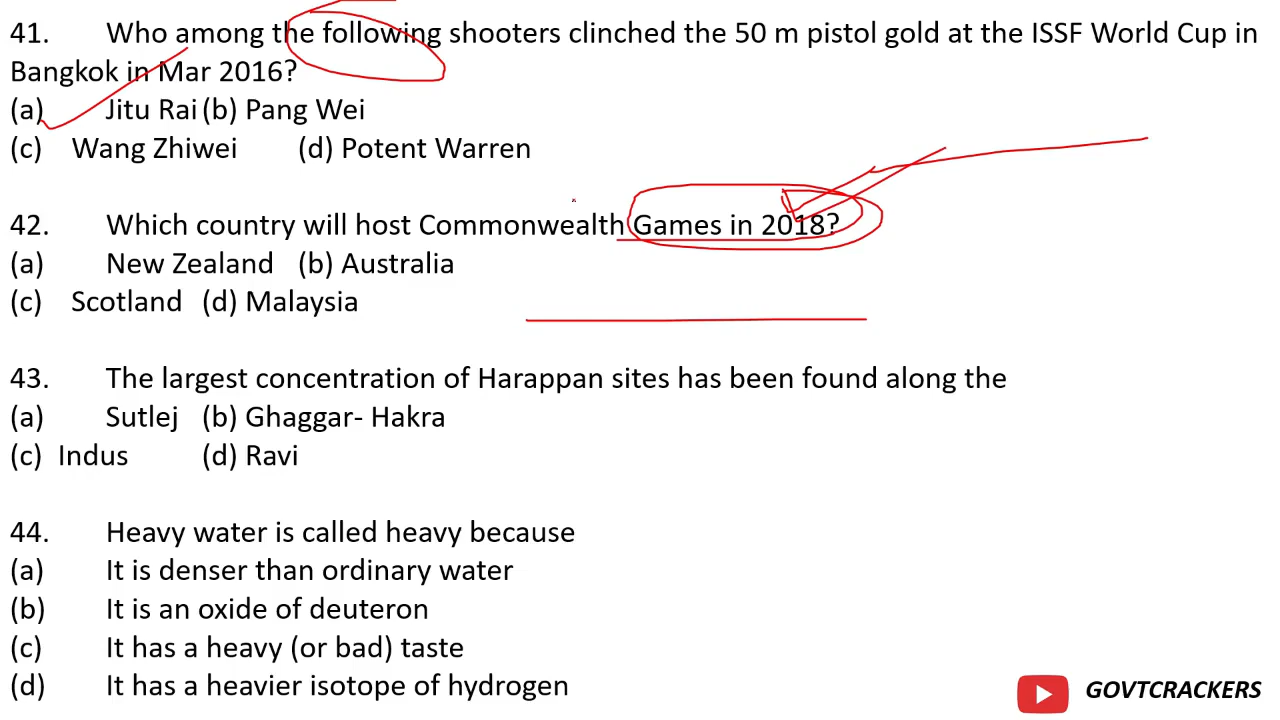 41. Who among the following shooters clinched the 50 m pistol gold at the ISSF World Cup in
Bangkok in Mar 2016?
(a) Jitu Rai (b) Pang Wei
(c) Wang Zhiwei (d) Potent Warren
42. Which country will host Commonwealth Games in 2018?
(a) New Zealand (b) Australia
(c) Scotland (d) Malaysia
43. The largest concentration of Harappan sites has been found along the
(a) Sutlej (b) Ghaggar- Hakra
(c) Indus (d) Ravi
44. Heavy water is called heavy because
(a) It is denser than ordinary water
(b) It is an oxide of deuteron
(c) It has a heavy (or bad) taste
(d) It has a heavier isotope of hydrogen
GOVTCRACKERS